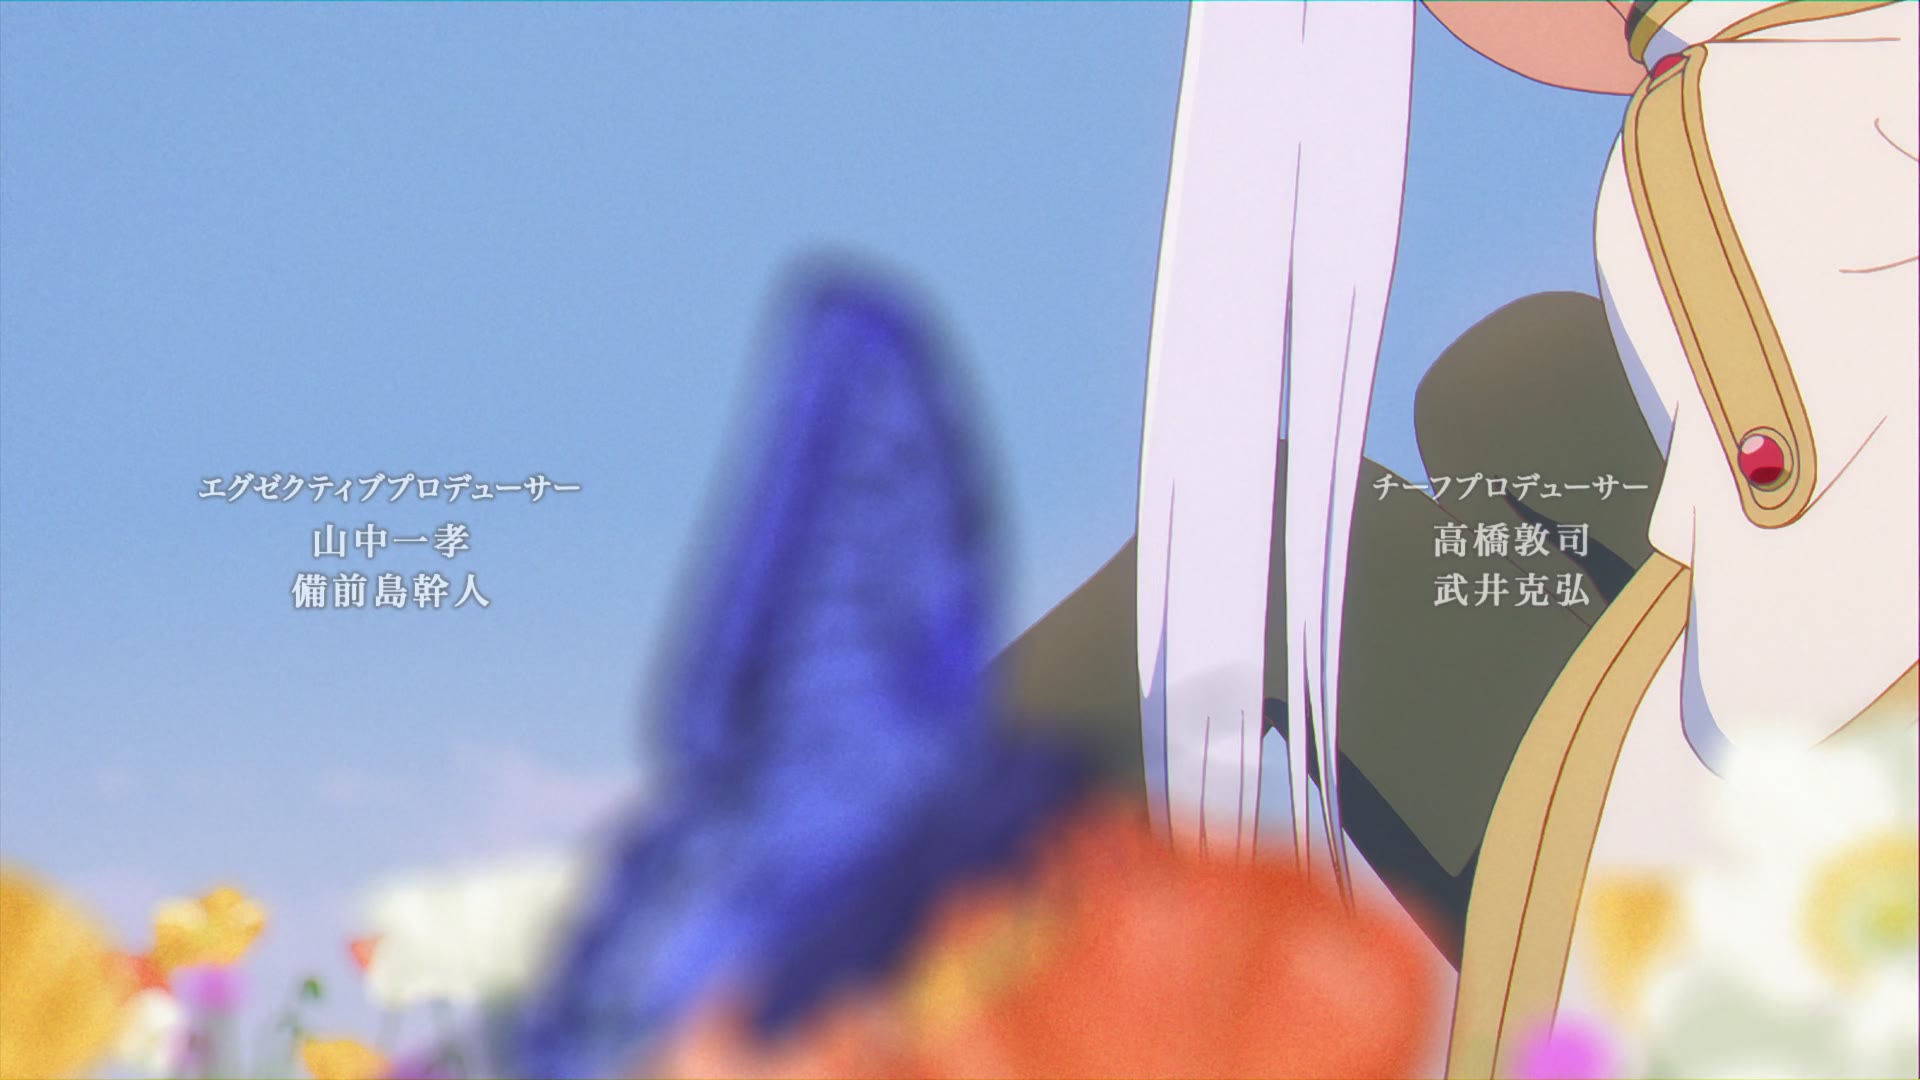 エグゼクティブプロデューサー
山中一孝
備前島幹人
チーフプロデューサー
高橋敦司
武井克弘